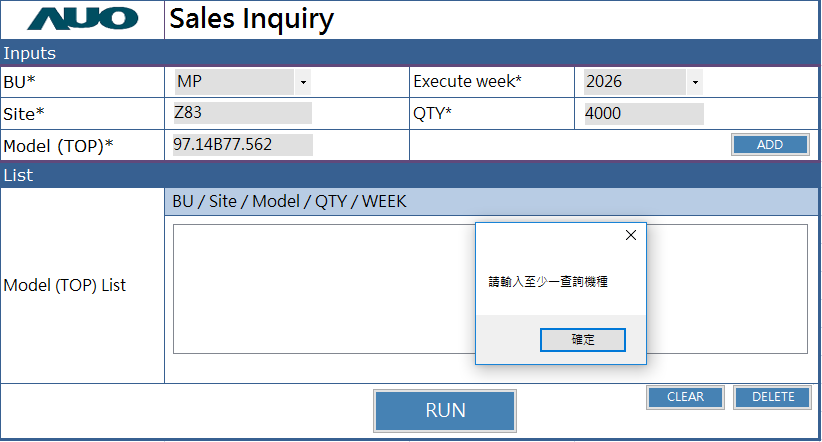 AUO Sales Inquiry
Inputs
BU* MP Execute week* 2026
Site* Z83 QTY* 4000
Model (TOP)* 97.14B77.562 ADD
List
BU / Site / Model / QTY / WEEK
Model (TOP) List
請輸入至少一查詢機種
確定
RUN CLEAR DELETE